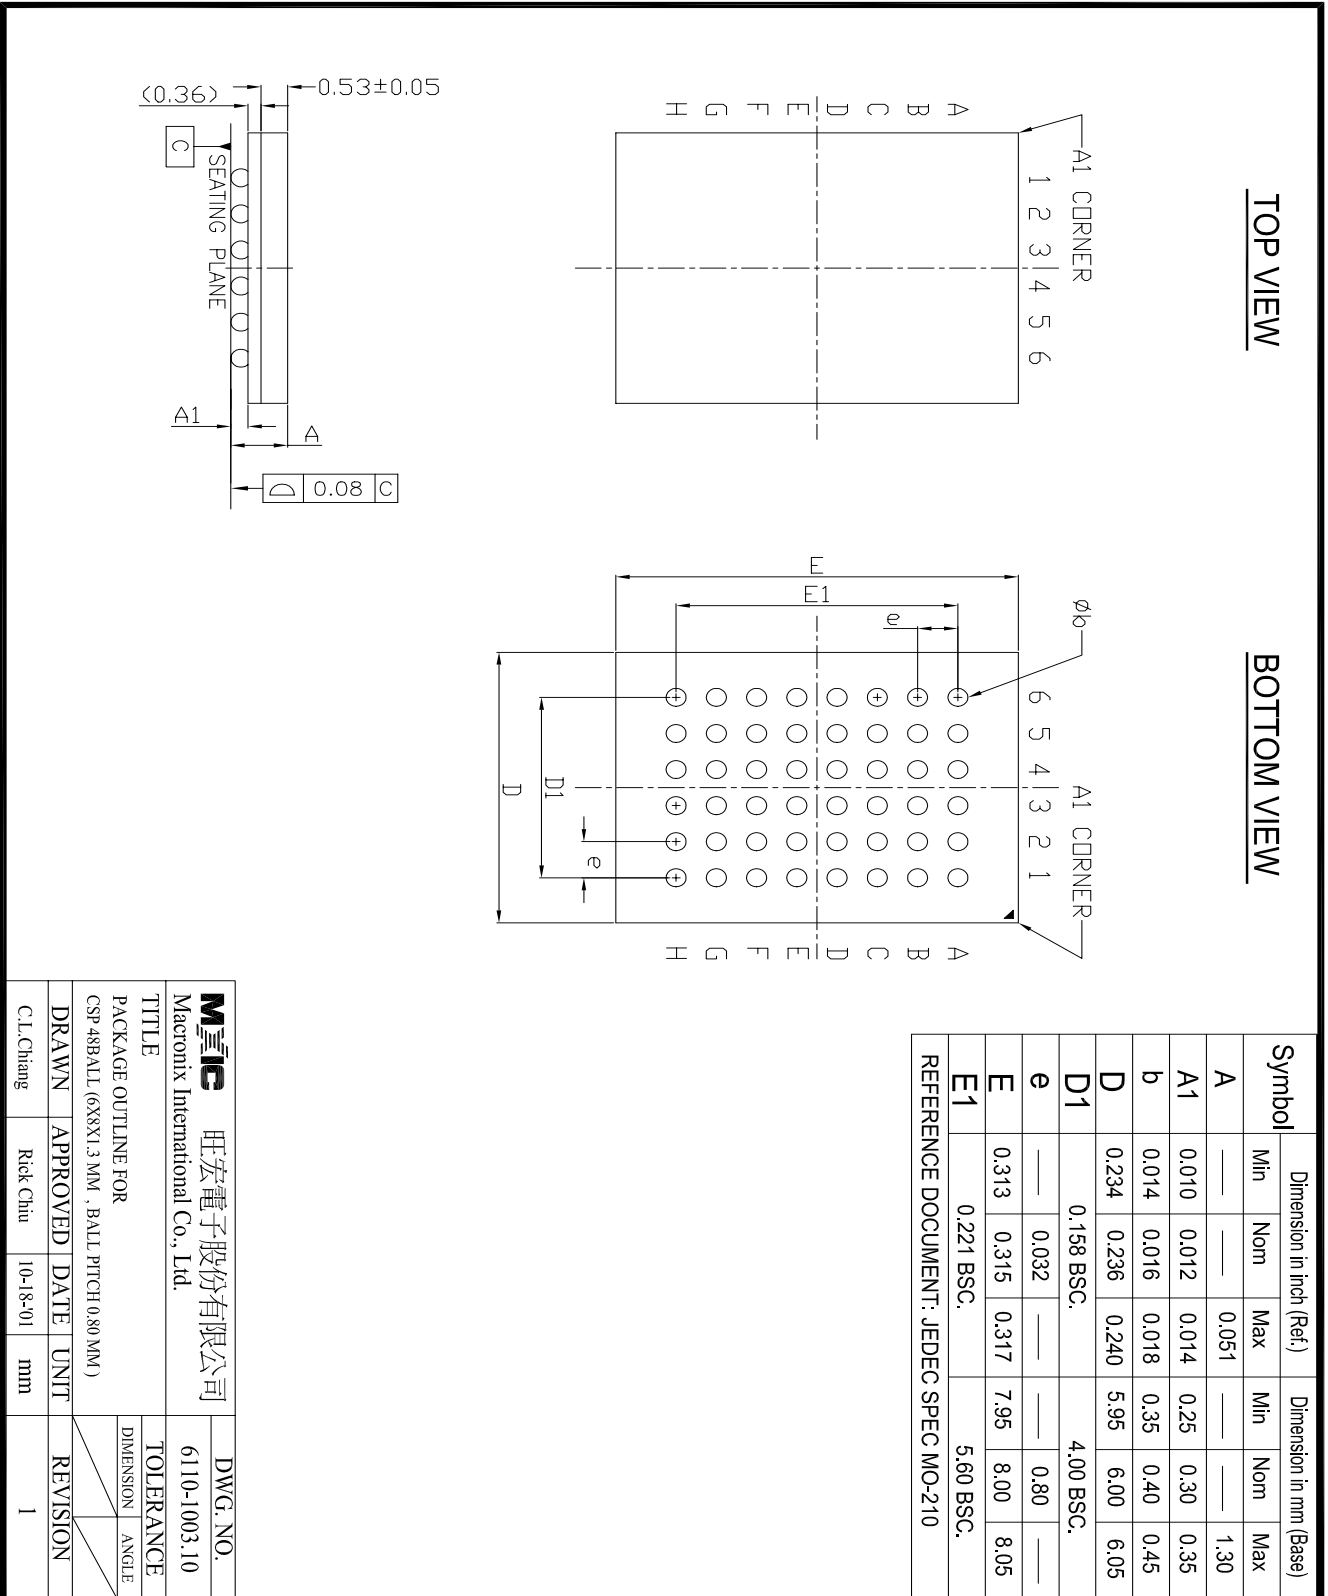 TOP VIEW
A1 CORNER
1 2 3 4 5 6
A
B
C
D
E
F
G
H
0.53±0.05
(0.36)
C
SEATING PLANE
A1
A
0.08 C
BOTTOM VIEW
Øb
A1 CORNER
6 5 4 3 2 1
A
B
C
D
E
F
G
H
E
E1
e
e
D1
D
Symbol Dimension in inch (Ref.) Dimension in mm (Base)
Min Nom Max Min Nom Max
A — — 0.051 — — 1.30
A1 0.010 0.012 0.014 0.25 0.30 0.35
b 0.014 0.016 0.018 0.35 0.40 0.45
D 0.234 0.236 0.240 5.95 6.00 6.05
D1 0.158 BSC. 4.00 BSC.
e — 0.032 — — 0.80 —
E 0.313 0.315 0.317 7.95 8.00 8.05
E1 0.221 BSC. 5.60 BSC.
REFERENCE DOCUMENT: JEDEC SPEC MO-210
MXIC 旺宏電子股份有限公司
Macronix International Co., Ltd.
DWG. NO.
6110-1003.10
TITLE
PACKAGE OUTLINE FOR
CSP 48BALL (6X8X1.3 MM , BALL PITCH 0.80 MM)
TOLERANCE
DIMENSION ANGLE
DRAWN APPROVED DATE UNIT REVISION
C.L.Chiang Rick Chiu 10-18-'01 mm 1